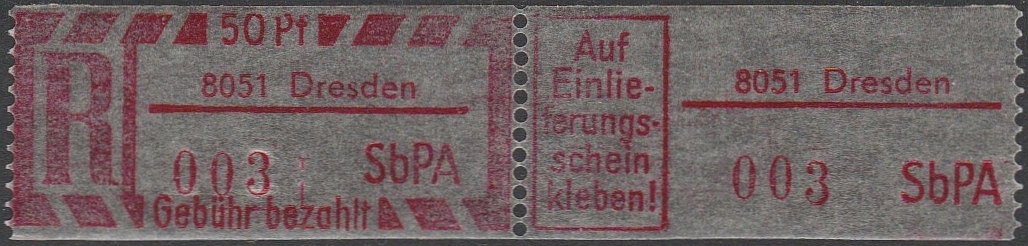 50 Pf
R
8051 Dresden
003
SbPA
Gebühr bezahlt
Auf
Einlie-
ferungs-
schein
kleben!
8051 Dresden
003
SbPA